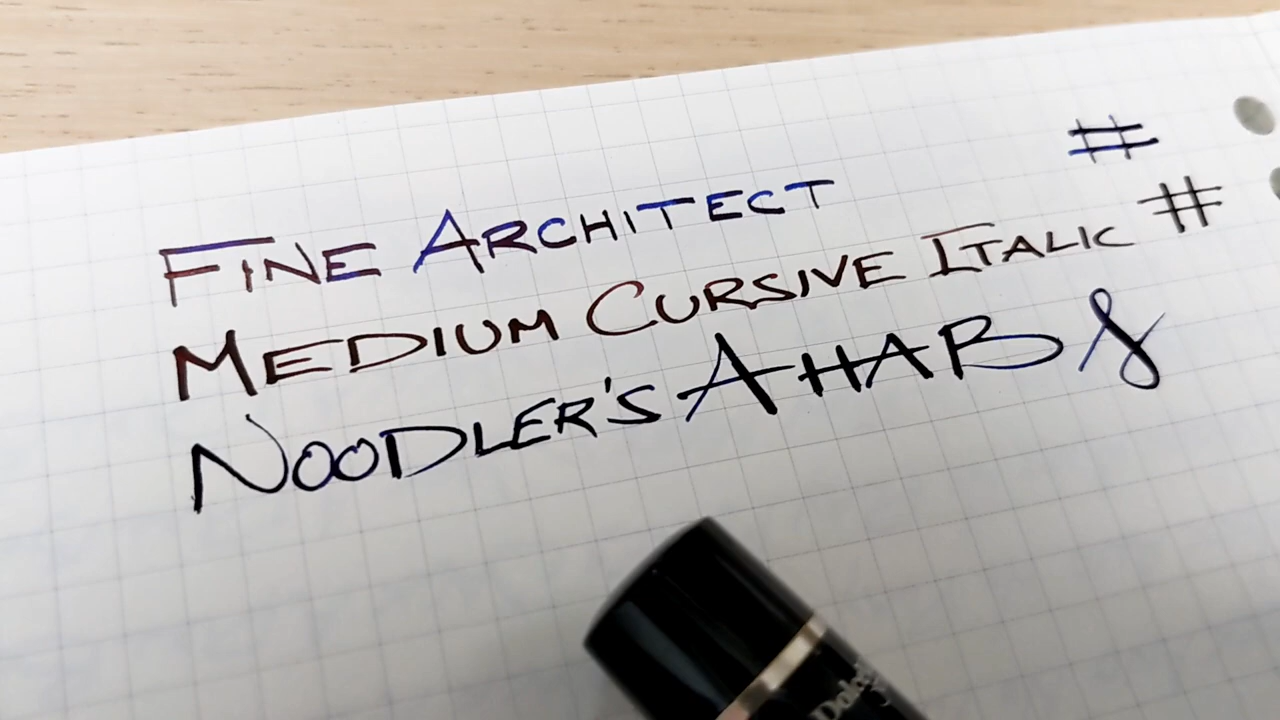 FINE ARCHITECT #
MEDIUM CURSIVE ITALIC #
NOODLER'S AHAB &